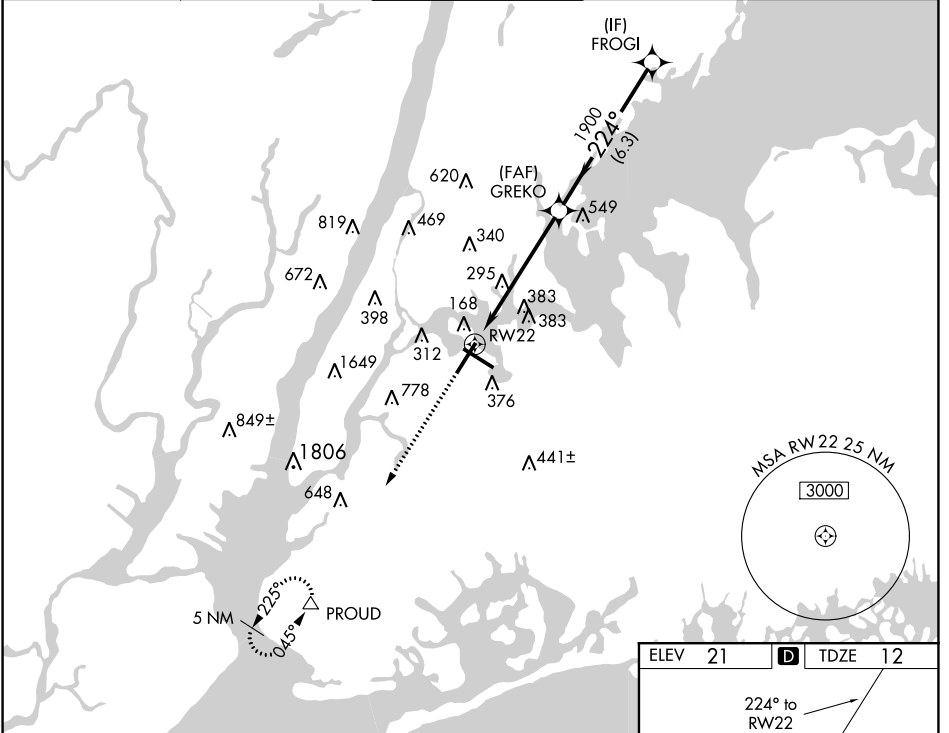 (IF)
FROGI
1900
224°
(6.3)
(FAF)
GREKO
620
549
819
469
340
672
295
398
168
383
383
RW22
312
1649
376
778
849±
1806
441±
648
MSA RW 22 25 NM
3000
225°
5 NM
PROUD
045°
ELEV 21 D TDZE 12
224° to
RW22